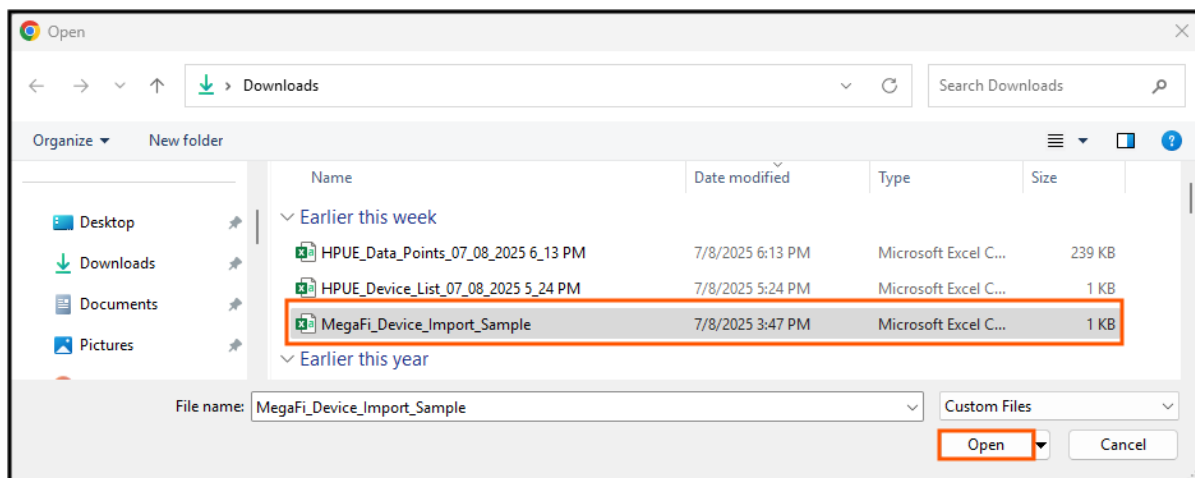 Open
Downloads
Search Downloads
Organize New folder
Name Date modified Type Size
Desktop
Downloads
Documents
Pictures
Earlier this week
HPUE_Data_Points_07_08_2025 6_13 PM 7/8/2025 6:13 PM Microsoft Excel C... 239 KB
HPUE_Device_List_07_08_2025 5_24 PM 7/8/2025 5:24 PM Microsoft Excel C... 1 KB
MegaFi_Device_Import_Sample 7/8/2025 3:47 PM Microsoft Excel C... 1 KB
Earlier this year
File name: MegaFi_Device_Import_Sample Custom Files
Open Cancel